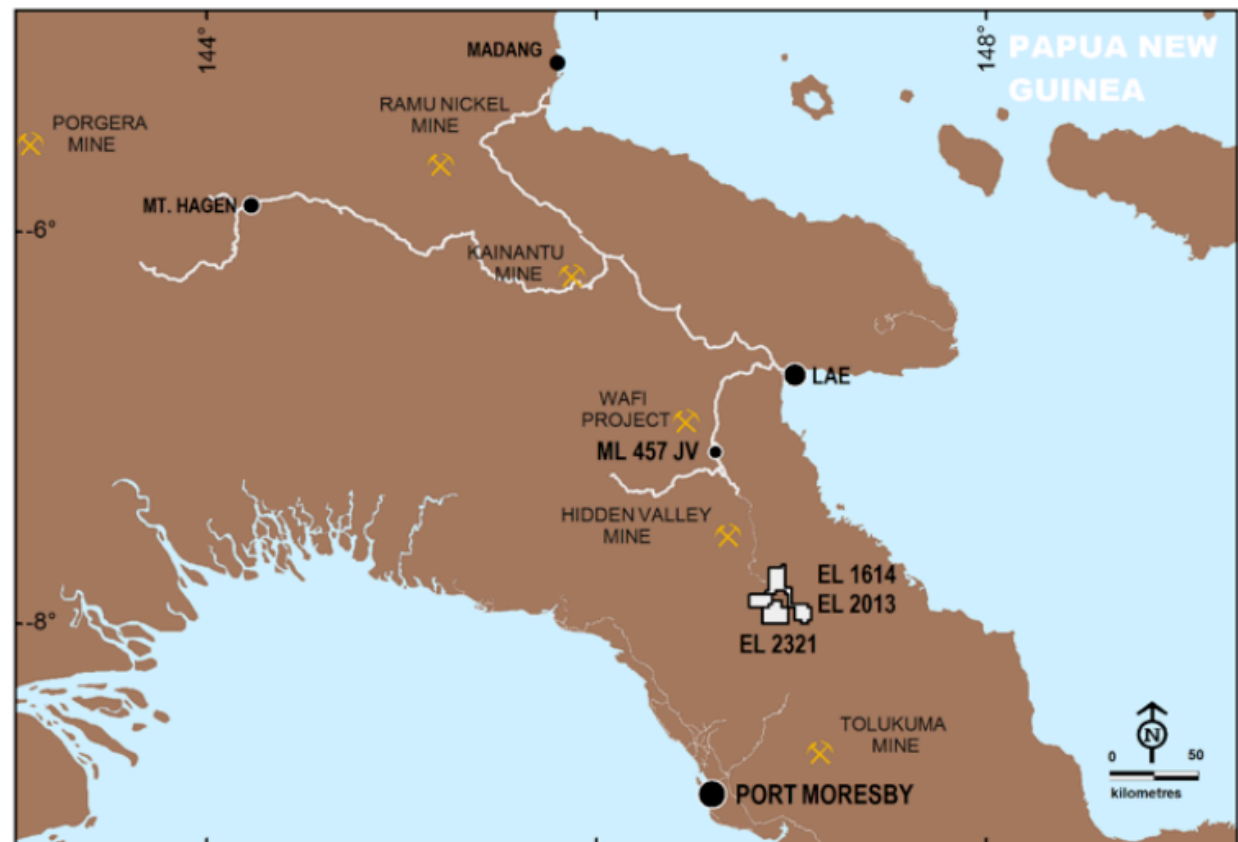 144°
148°
PAPUA NEW
GUINEA
MADANG
RAMU NICKEL
MINE
PORGERA
MINE
MT. HAGEN
-6°
KAINANTU
MINE
LAE
WAFI
PROJECT
ML 457 JV
HIDDEN VALLEY
MINE
EL 1614
EL 2013
EL 2321
-8°
TOLUKUMA
MINE
PORT MORESBY
N
0 50
kilometres